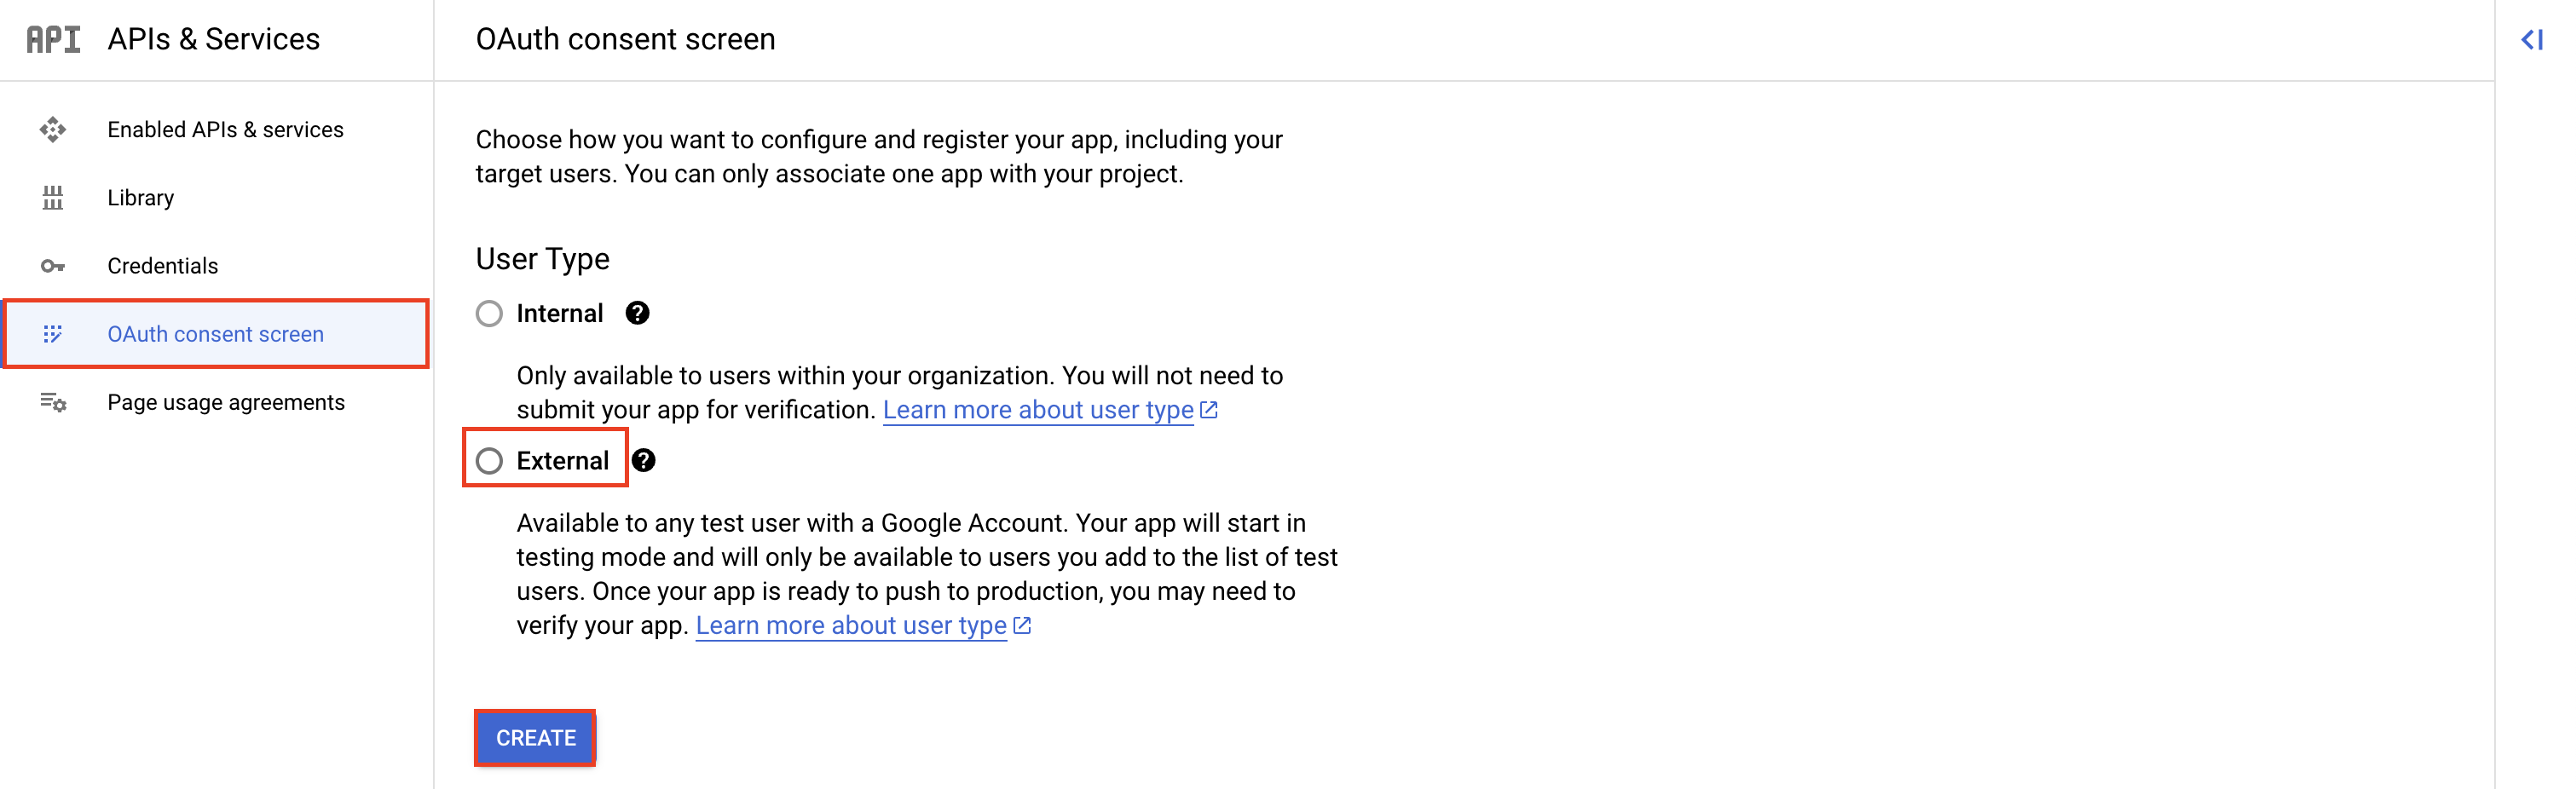 API APIs & Services
OAuth consent screen
Enabled APIs & services
Library
Credentials
OAuth consent screen
Page usage agreements
Choose how you want to configure and register your app, including your
target users. You can only associate one app with your project.
User Type
Internal
Only available to users within your organization. You will not need to
submit your app for verification. Learn more about user type
External
Available to any test user with a Google Account. Your app will start in
testing mode and will only be available to users you add to the list of test
users. Once your app is ready to push to production, you may need to
verify your app. Learn more about user type
CREATE